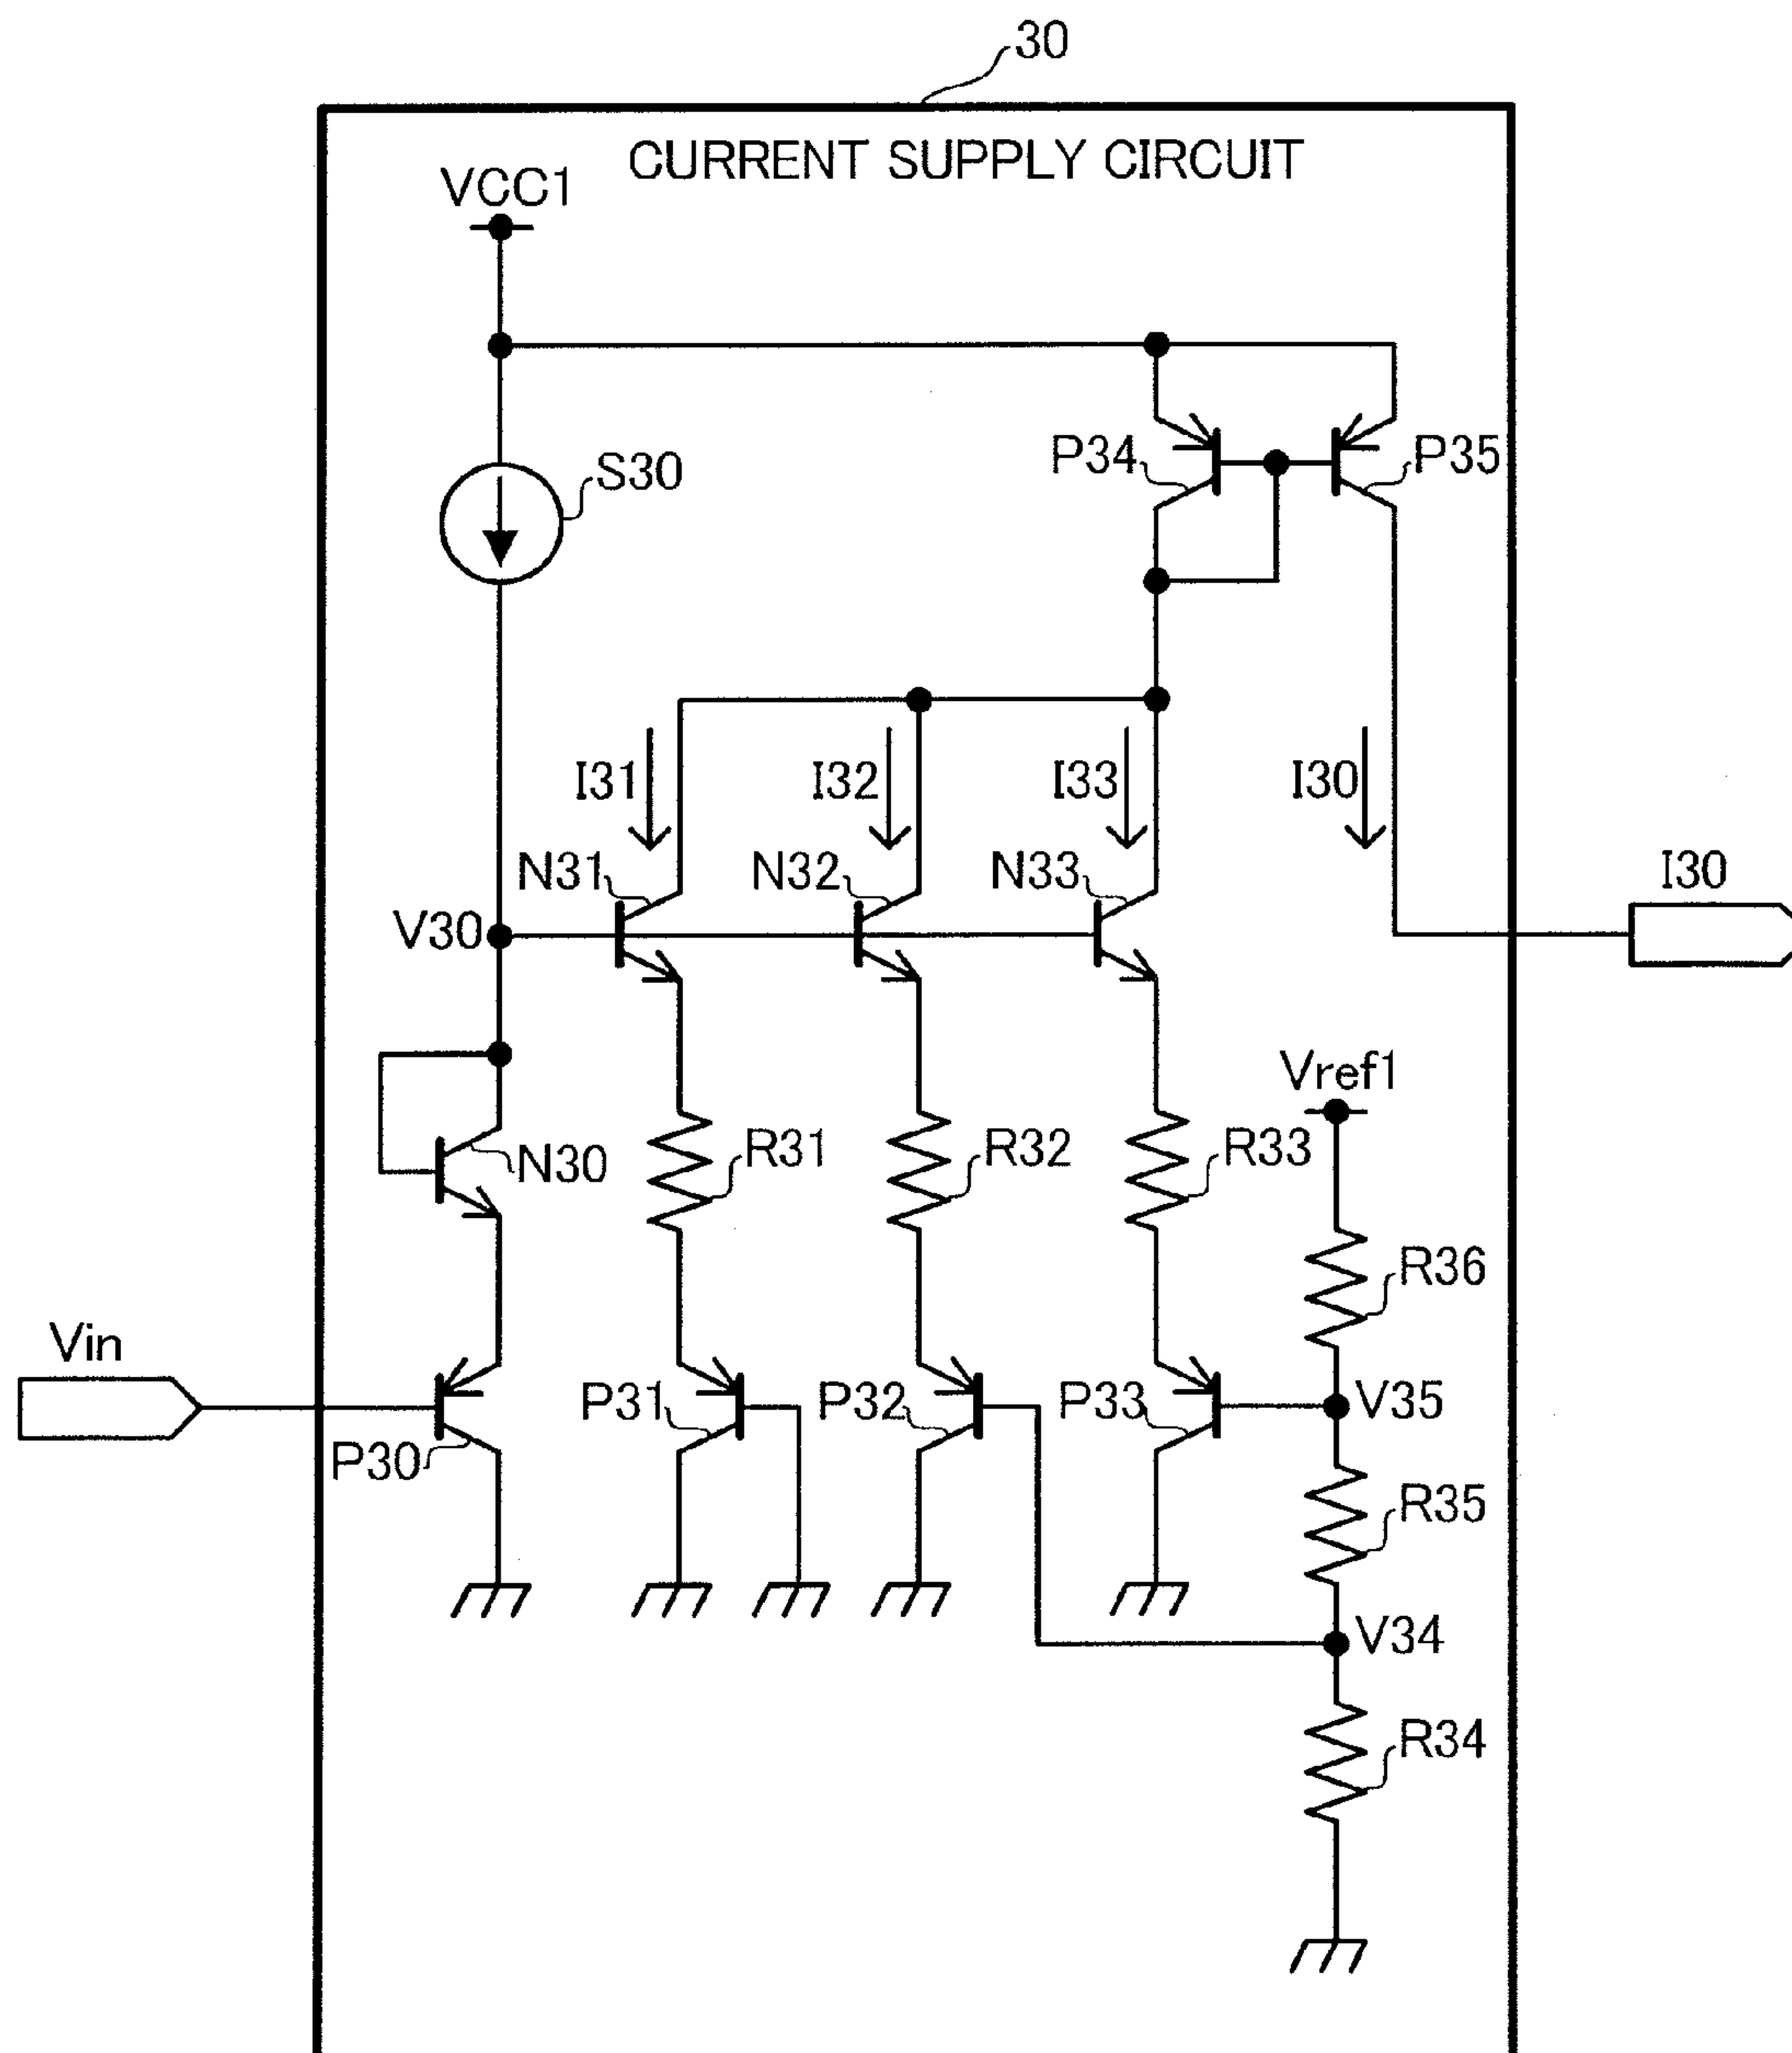 30
CURRENT SUPPLY CIRCUIT
VCC1
S30
P34
P35
I31
I32
I33
I30
N31
N32
N33
I30
V30
Vref1
N30
R31
R32
R33
R36
Vin
P30
P31
P32
P33
V35
R35
V34
R34